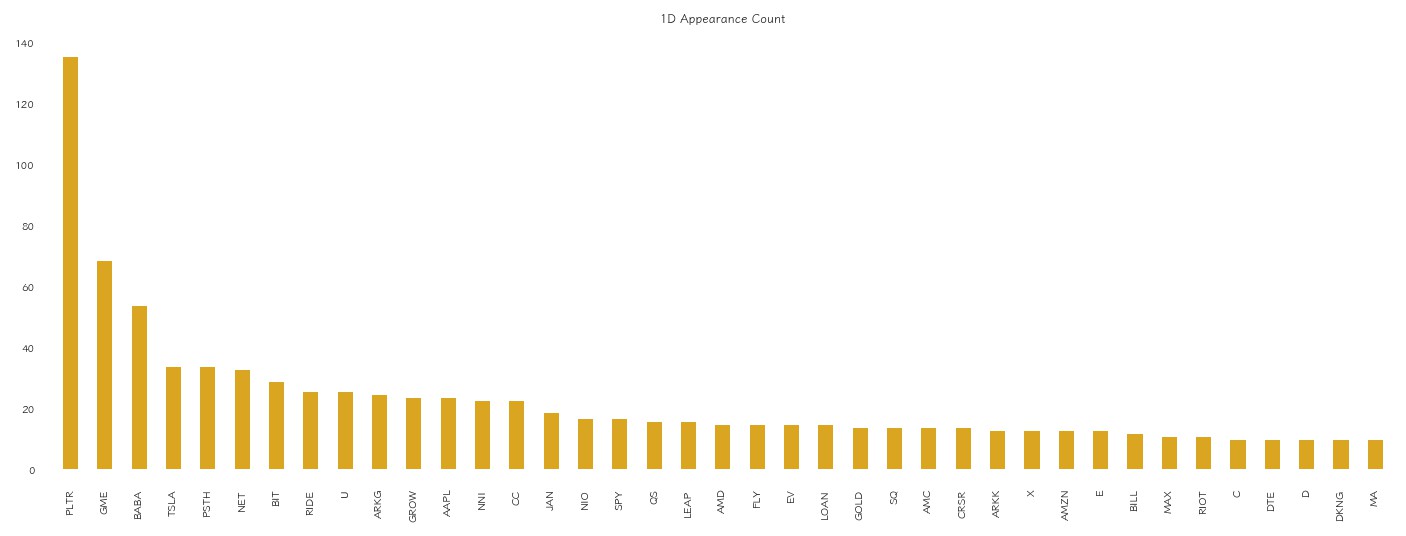 1D Appearance Count
140
120
100
80
60
40
20
0
PLTR
GME
BABA
TSLA
PSTH
NET
BIT
RIDE
U
ARKG
GROW
AAPL
NNI
CC
JAN
NIO
SPY
QS
LEAP
AMD
FLY
EV
LOAN
GOLD
SQ
AMC
CRSR
ARKK
X
AMZN
E
BILL
MAX
RIOT
C
DTE
D
DKNG
MA